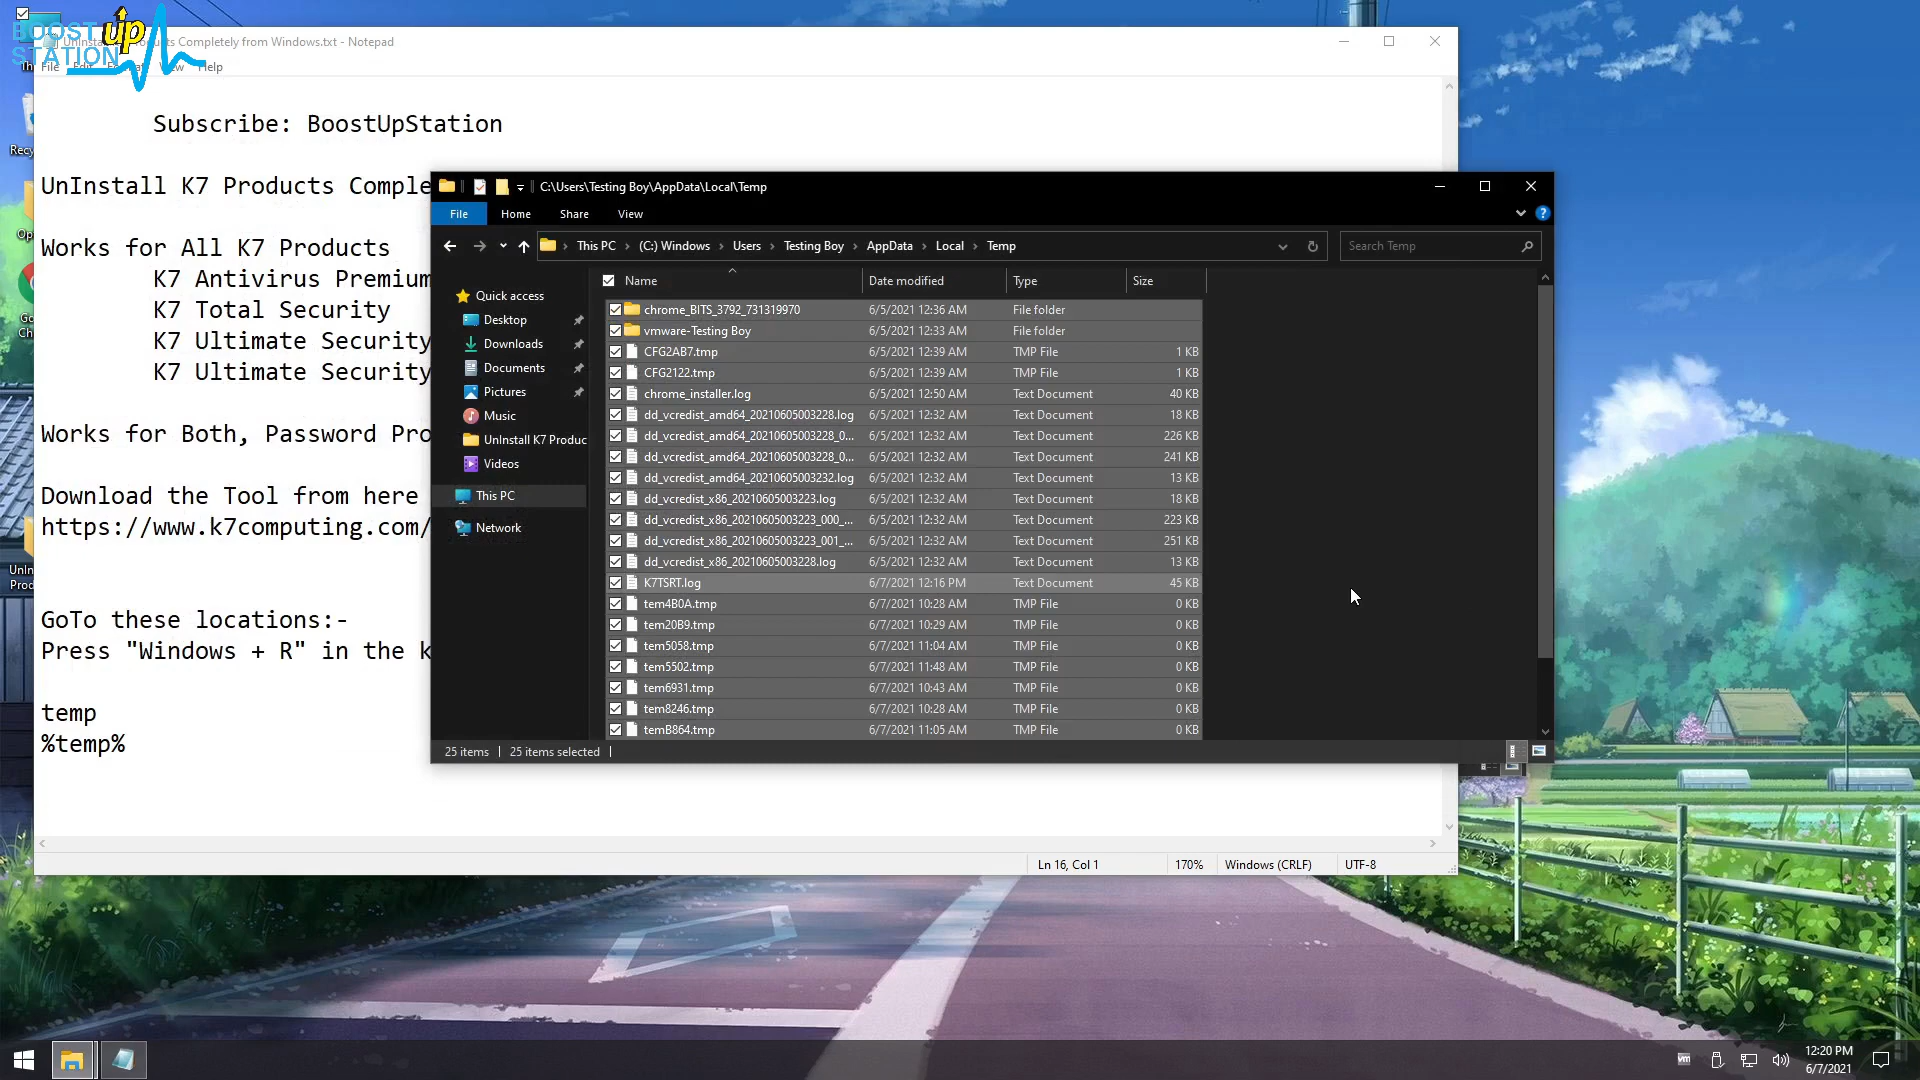 BOOST up STATION
Products Completely from Windows.txt - Notepad
File Edit View Help
Subscribe: BoostUpStation
UnInstall K7 Products Comple
Works for All K7 Products
K7 Antivirus Premium
K7 Total Security
K7 Ultimate Security
K7 Ultimate Security
Works for Both, Password Pro
Download the Tool from here
https://www.k7computing.com/
GoTo these locations:-
Press "Windows + R" in the k
temp
%temp%
Ln 16, Col 1
170%
Windows (CRLF)
UTF-8
C:\Users\Testing Boy\AppData\Local\Temp
File Home Share View
This PC > (C:) Windows > Users > Testing Boy > AppData > Local > Temp
Search Temp
Quick access
Desktop
Downloads
Documents
Pictures
Music
UnInstall K7 Produc
Videos
This PC
Network
Name Date modified Type Size
chrome_BITS_3792_731319970 6/5/2021 12:36 AM File folder
vmware-Testing Boy 6/5/2021 12:33 AM File folder
CFG2AB7.tmp 6/5/2021 12:39 AM TMP File 1 KB
CFG2122.tmp 6/5/2021 12:39 AM TMP File 1 KB
chrome_installer.log 6/5/2021 12:50 AM Text Document 40 KB
dd_vcredist_amd64_20210605003228.log 6/5/2021 12:32 AM Text Document 18 KB
dd_vcredist_amd64_20210605003228_0... 6/5/2021 12:32 AM Text Document 226 KB
dd_vcredist_amd64_20210605003228_0... 6/5/2021 12:32 AM Text Document 241 KB
dd_vcredist_amd64_20210605003232.log 6/5/2021 12:32 AM Text Document 13 KB
dd_vcredist_x86_20210605003223.log 6/5/2021 12:32 AM Text Document 18 KB
dd_vcredist_x86_20210605003223_000_... 6/5/2021 12:32 AM Text Document 223 KB
dd_vcredist_x86_20210605003223_001_... 6/5/2021 12:32 AM Text Document 251 KB
dd_vcredist_x86_20210605003228.log 6/5/2021 12:32 AM Text Document 13 KB
K7TSRT.log 6/7/2021 12:16 PM Text Document 45 KB
tem4B0A.tmp 6/7/2021 10:28 AM TMP File 0 KB
tem20B9.tmp 6/7/2021 10:29 AM TMP File 0 KB
tem5058.tmp 6/7/2021 11:04 AM TMP File 0 KB
tem5502.tmp 6/7/2021 11:48 AM TMP File 0 KB
tem6931.tmp 6/7/2021 10:43 AM TMP File 0 KB
tem8246.tmp 6/7/2021 10:28 AM TMP File 0 KB
temB864.tmp 6/7/2021 11:05 AM TMP File 0 KB
25 items
25 items selected
vm
12:20 PM
6/7/2021